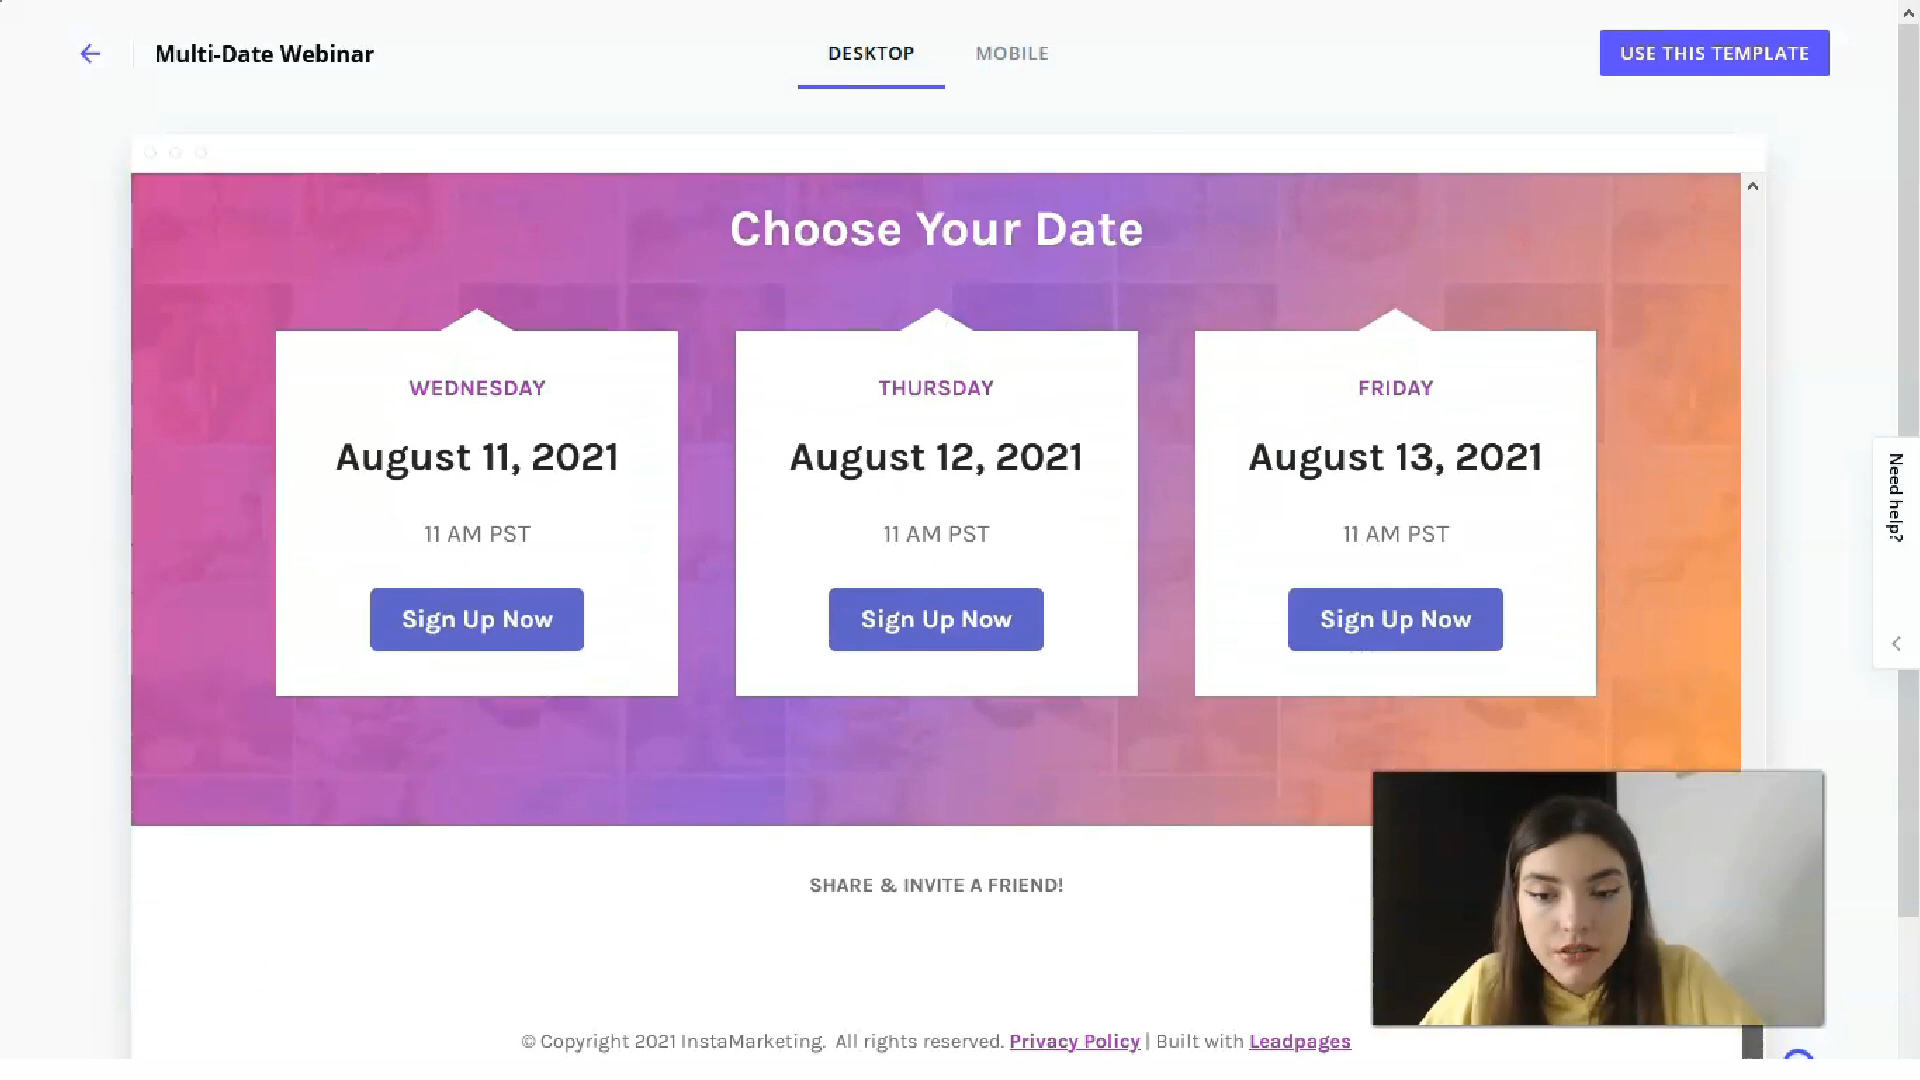 Multi-Date Webinar
DESKTOP
MOBILE
USE THIS TEMPLATE
Choose Your Date
WEDNESDAY
August 11, 2021
11 AM PST
Sign Up Now
THURSDAY
August 12, 2021
11 AM PST
Sign Up Now
FRIDAY
August 13, 2021
11 AM PST
Sign Up Now
Need help?
SHARE & INVITE A FRIEND!
© Copyright 2021 InstaMarketing. All rights reserved. Privacy Policy | Built with Leadpages